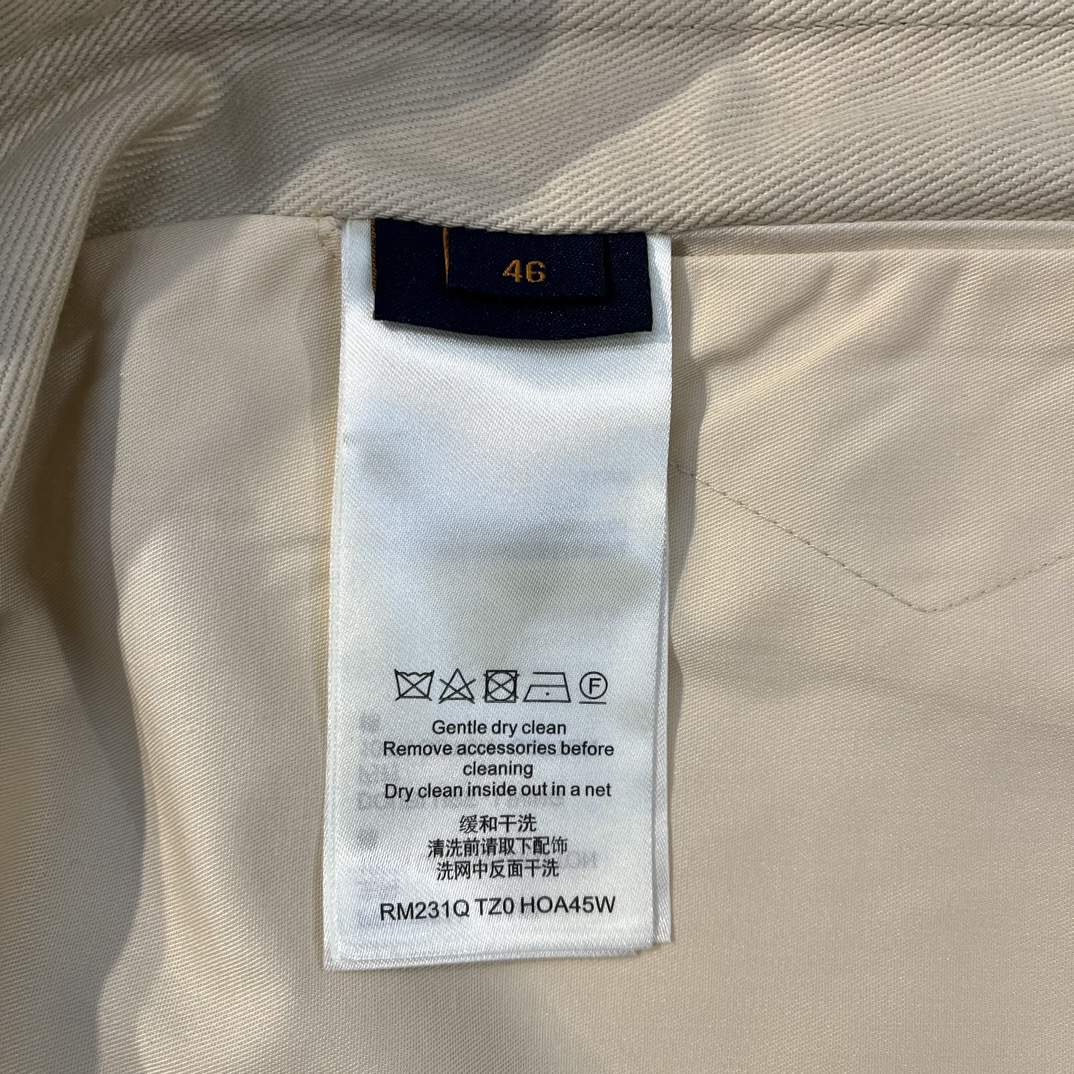 46
F
Gentle dry clean
Remove accessories before
cleaning
Dry clean inside out in a net
缓和干洗
清洗前请取下配饰
洗网中反面干洗
RM231Q TZ0 HOA45W